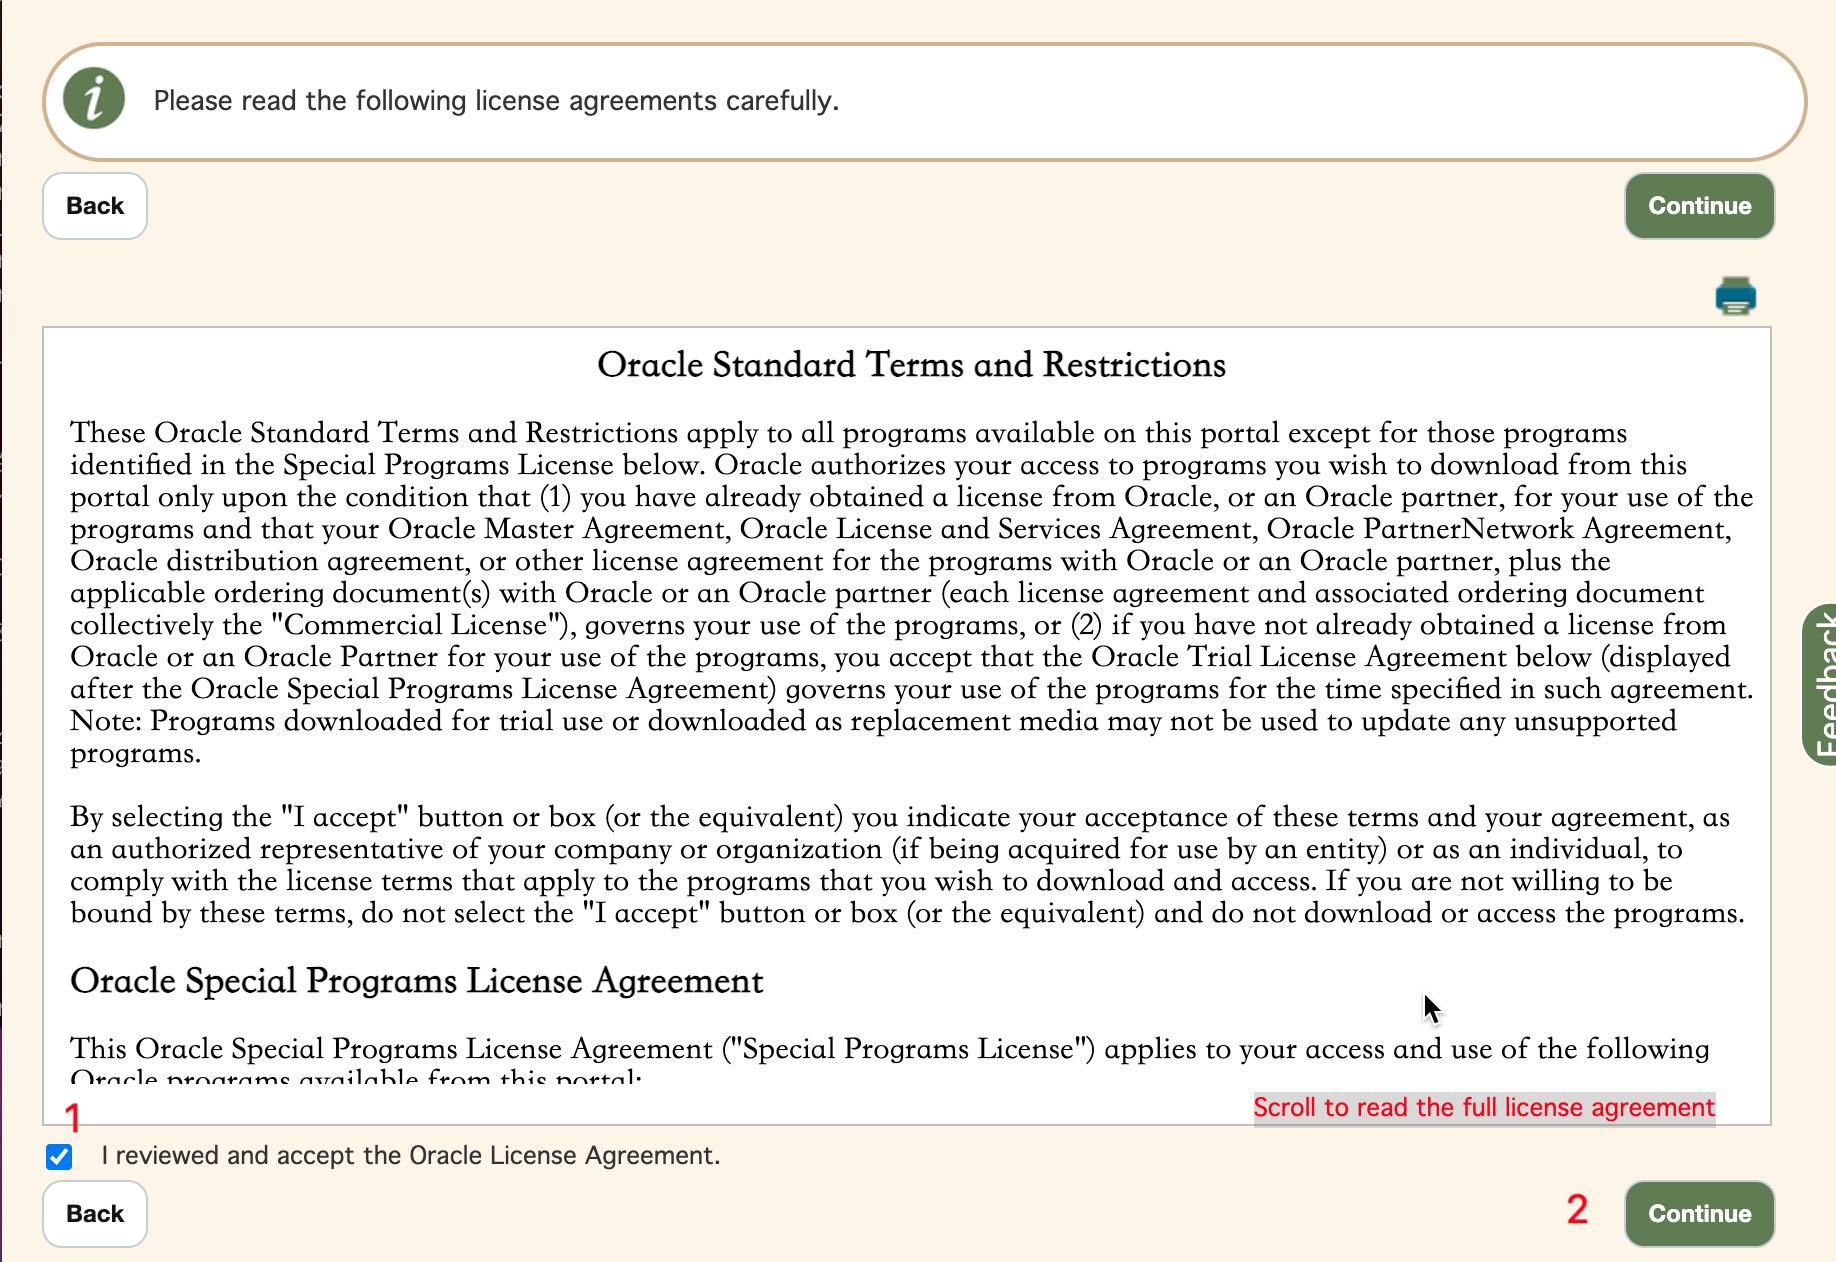 Please read the following license agreements carefully.
Back
Continue
Oracle Standard Terms and Restrictions
These Oracle Standard Terms and Restrictions apply to all programs available on this portal except for those programs
identified in the Special Programs License below. Oracle authorizes your access to programs you wish to download from this
portal only upon the condition that (1) you have already obtained a license from Oracle, or an Oracle partner, for your use of the
programs and that your Oracle Master Agreement, Oracle License and Services Agreement, Oracle PartnerNetwork Agreement,
Oracle distribution agreement, or other license agreement for the programs with Oracle or an Oracle partner, plus the
applicable ordering document(s) with Oracle or an Oracle partner (each license agreement and associated ordering document
collectively the "Commercial License"), governs your use of the programs, or (2) if you have not already obtained a license from
Oracle or an Oracle Partner for your use of the programs, you accept that the Oracle Trial License Agreement below (displayed
after the Oracle Special Programs License Agreement) governs your use of the programs for the time specified in such agreement.
Note: Programs downloaded for trial use or downloaded as replacement media may not be used to update any unsupported
programs.
By selecting the "I accept" button or box (or the equivalent) you indicate your acceptance of these terms and your agreement, as
an authorized representative of your company or organization (if being acquired for use by an entity) or as an individual, to
comply with the license terms that apply to the programs that you wish to download and access. If you are not willing to be
bound by these terms, do not select the "I accept" button or box (or the equivalent) and do not download or access the programs.
Oracle Special Programs License Agreement
This Oracle Special Programs License Agreement ("Special Programs License") applies to your access and use of the following
Oracle programs available from this portal:
Scroll to read the full license agreement
1
I reviewed and accept the Oracle License Agreement.
Back
2
Continue
Feedback